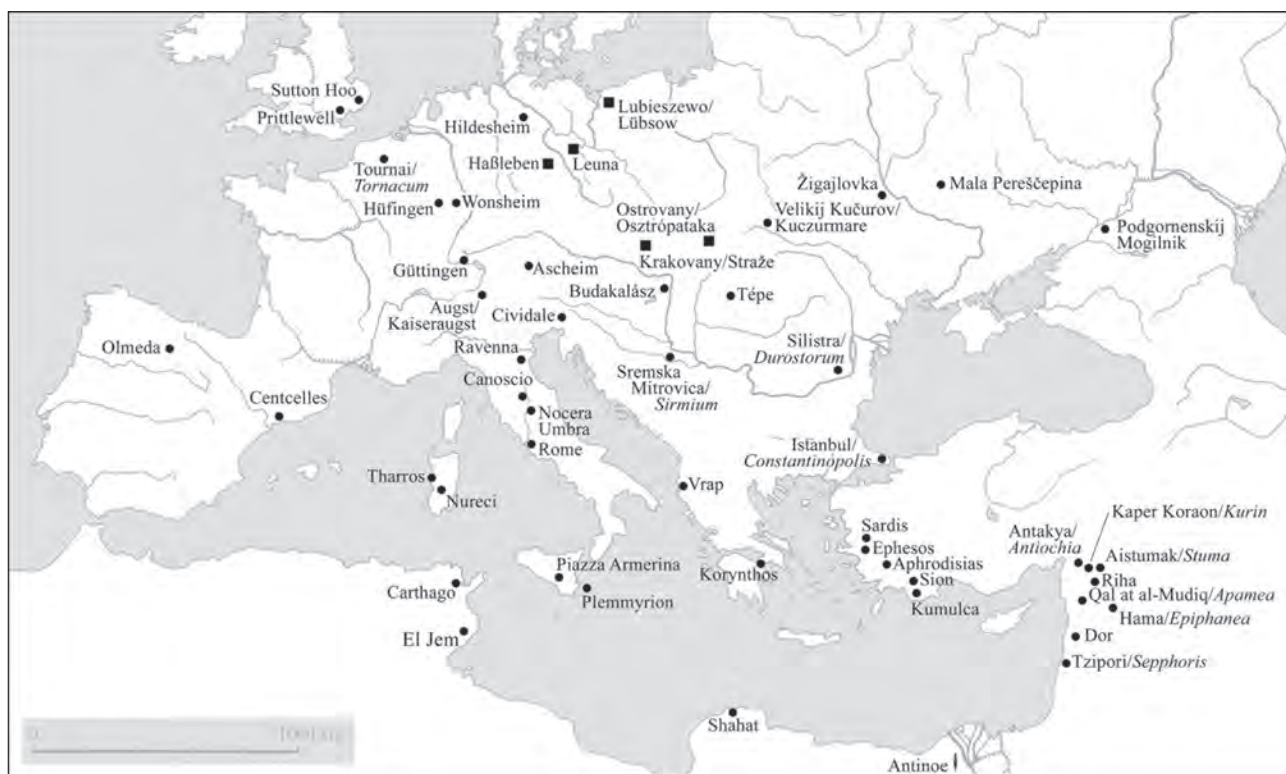 Sutton Hoo
Prittlewell
Lubieszewo/
Lübsow
Hildesheim
Tournai/
Tornacum
Haßleben
Leuna
Hüfingen
Wonsheim
Žigajlovka
Mala Pereščepina
Ostrovany/
Osztrópataka
Velikij Kučurov/
Kuczurmare
Podgornenskij
Mogilnik
Krakovany/Straže
Güttingen
Ascheim
Budakalåsz
Tépe
Augst/
Kaiseraugst
Cividale
Olmeda
Ravenna
Silistra/
Durostorum
Canoscio
Sremska
Mitrovica/
Sirmium
Centcelles
Nocera
Umbra
Rome
Istanbul/
Constantinópolis
Tharros
Nureci
Vrap
Kaper Koraon/Kurin
Sardis
Antakya/
Antiochia
Ephesos
Aistumak/Stuma
Piazza Armerina
Korynthos
Aphrodisias
Riha
Carthago
Sion
Qal at al-Mudiq/Apamea
Plemmyrion
Kumulca
Hama/Epiphanea
El Jem
Dor
Tzipori/Sepphoris
Shahat
0
Antinoe